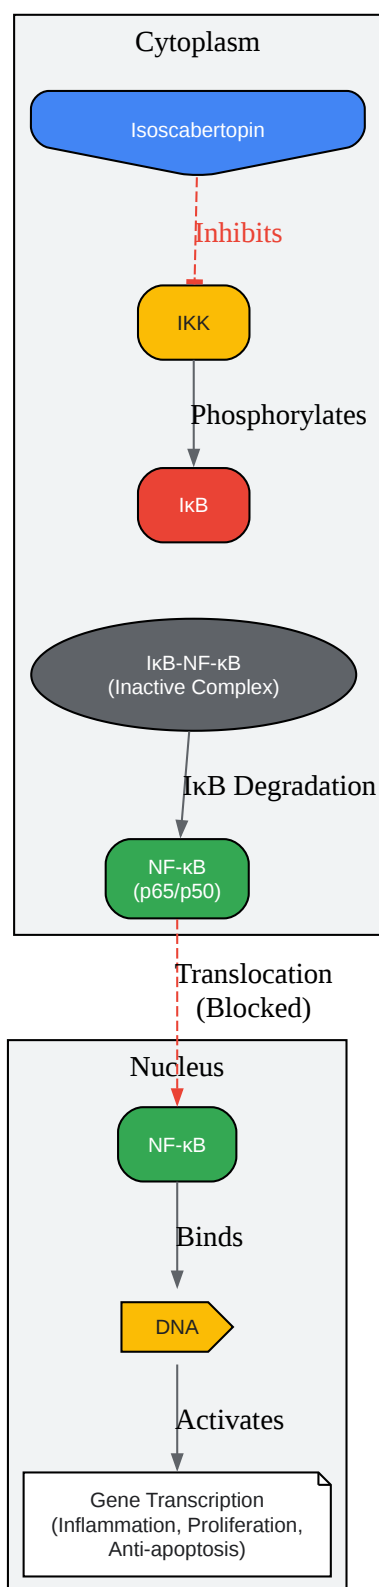 Cytoplasm
Isoscabertopin
Inhibits
IKK
Phosphorylates
IκB
IκB-NF-κB
(Inactive Complex)
IκB Degradation
NF-κB
(p65/p50)
Translocation
(Blocked)
Nucleus
NF-κB
Binds
DNA
Activates
Gene Transcription
(Inflammation, Proliferation,
Anti-apoptosis)